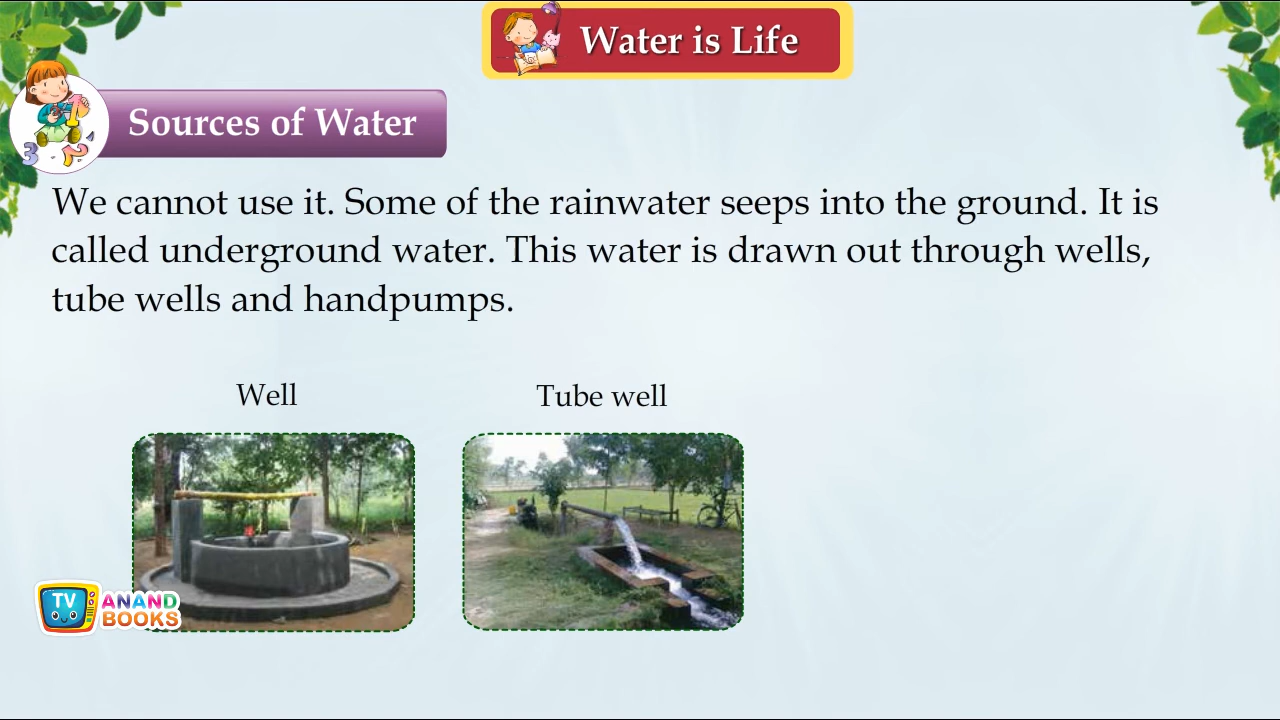 Water is Life
Sources of Water
We cannot use it. Some of the rainwater seeps into the ground. It is
called underground water. This water is drawn out through wells,
tube wells and handpumps.
Well
Tube well
TV
ANAND
BOOKS